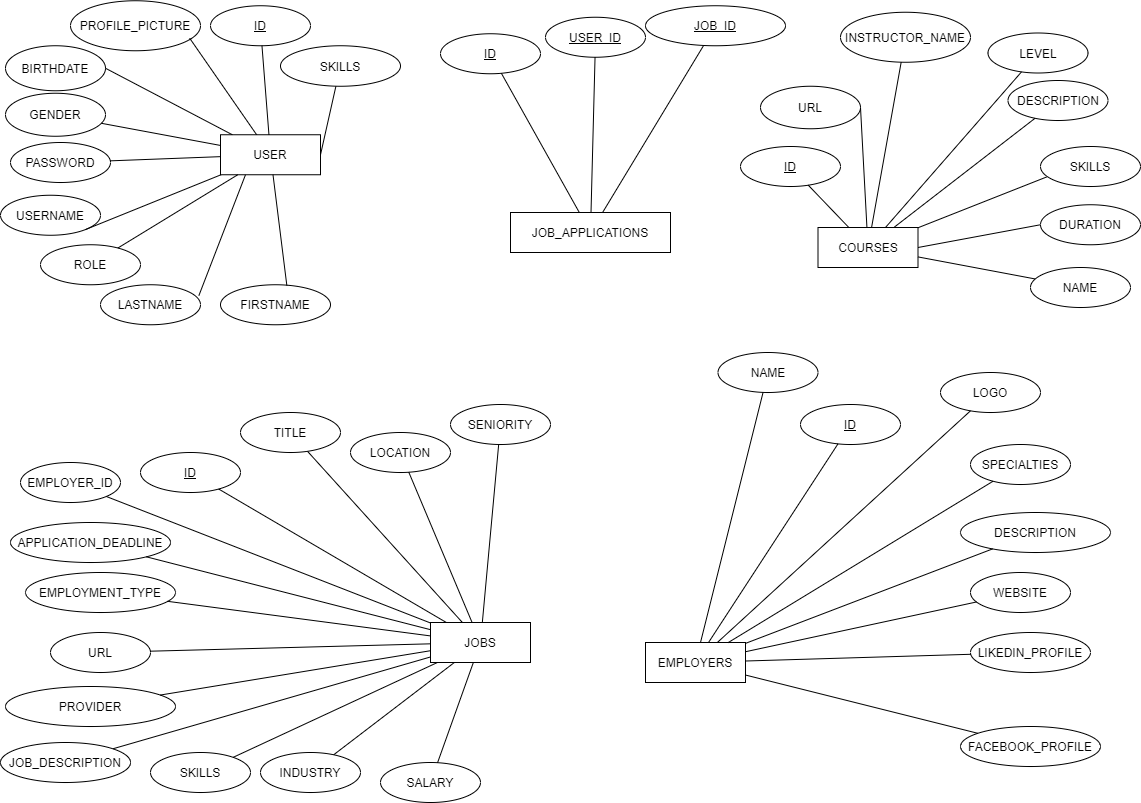 PROFILE_PICTURE
ID
SKILLS
BIRTHDATE
GENDER
PASSWORD
USERNAME
ROLE
LASTNAME
FIRSTNAME
USER
ID
USER_ID
JOB_ID
JOB_APPLICATIONS
INSTRUCTOR_NAME
LEVEL
URL
DESCRIPTION
ID
SKILLS
DURATION
NAME
COURSES
TITLE
SENIORITY
LOCATION
ID
EMPLOYER_ID
APPLICATION_DEADLINE
EMPLOYMENT_TYPE
URL
PROVIDER
JOB_DESCRIPTION
SKILLS
INDUSTRY
SALARY
JOBS
NAME
ID
LOGO
SPECIALTIES
DESCRIPTION
WEBSITE
LIKEDIN_PROFILE
FACEBOOK_PROFILE
EMPLOYERS